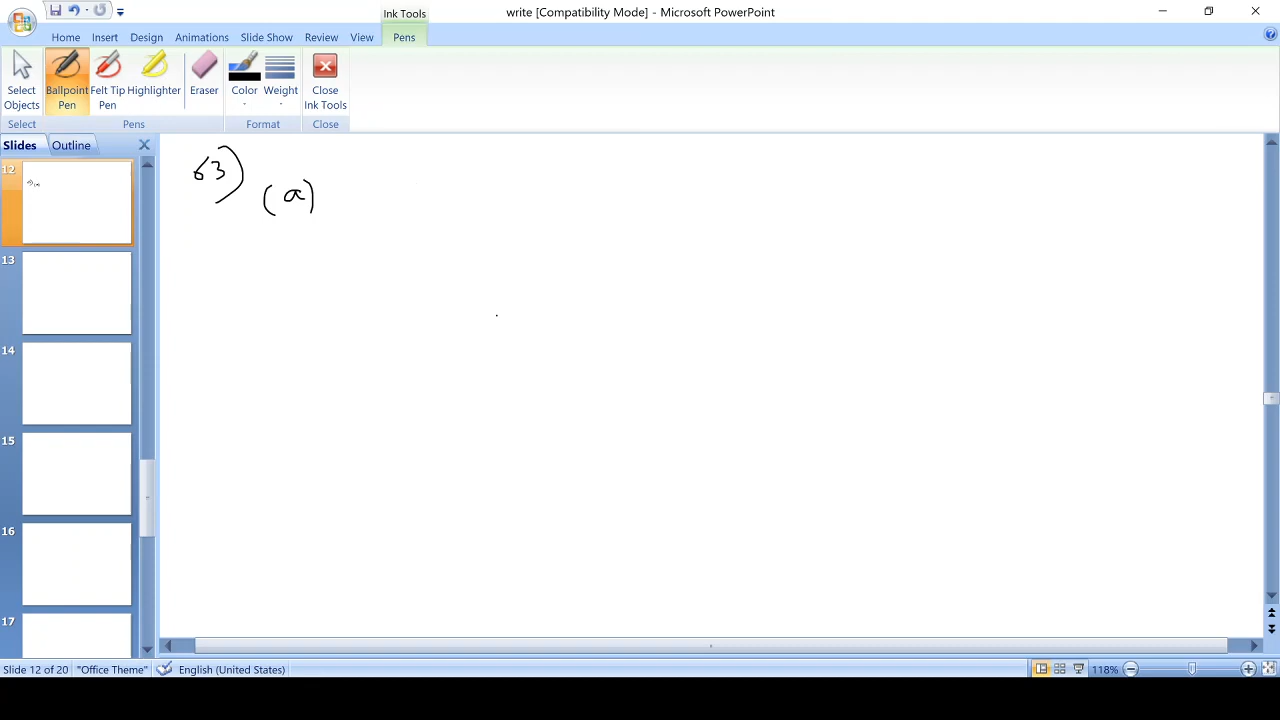 write [Compatibility Mode] - Microsoft PowerPoint
Ink Tools
Home Insert Design Animations Slide Show Review View Pens
Select Objects
Ballpoint Pen
Felt Tip Pen
Highlighter
Eraser
Color
Weight
Close Ink Tools
Select Pens Format Close
Slides Outline
63)
(a)
12
13
14
15
16
17
Slide 12 of 20 "Office Theme" English (United States) 118%